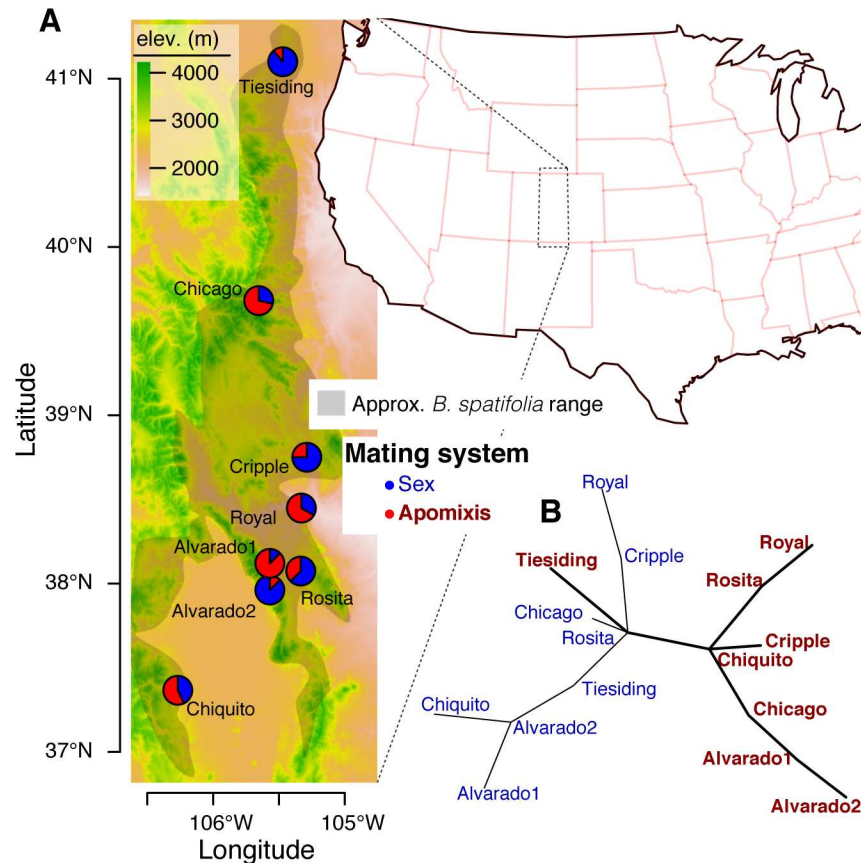 A
elev. (m)
4000
3000
2000
41°N
40°N
39°N
38°N
37°N
Latitude
106°W
105°W
Longitude
Tiesiding
Chicago
Cripple
Royal
Alvarado1
Rosita
Alvarado2
Chiquito
Approx. B. spatifolia range
Mating system
Sex
Apomixis
B
Royal
Royal
Tiesiding
Cripple
Rosita
Chicago
Rosita
Cripple
Chiquito
Tiesiding
Chiquito
Chicago
Alvarado2
Alvarado1
Alvarado1
Alvarado2